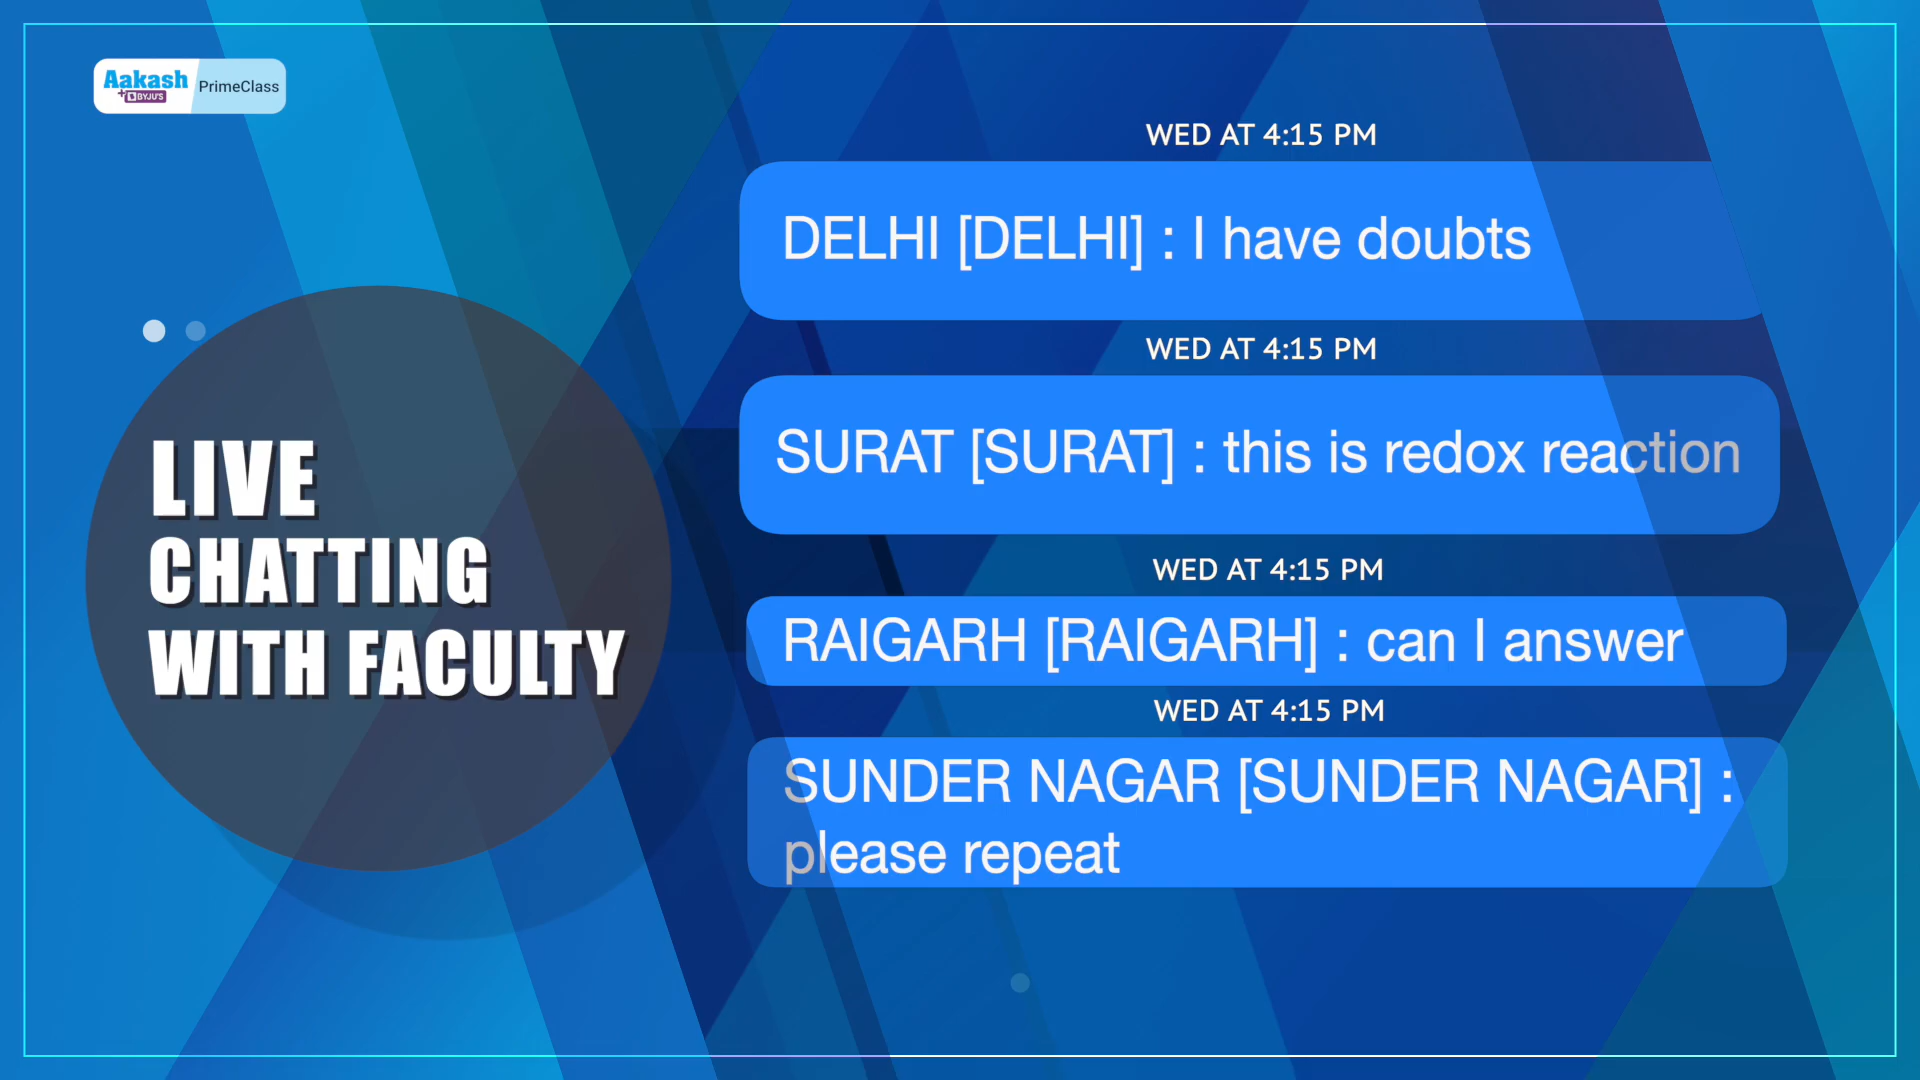 Aakash
+BYJU'S
PrimeClass
LIVE
CHATTING
WITH FACULTY
WED AT 4:15 PM
DELHI [DELHI] : I have doubts
WED AT 4:15 PM
SURAT [SURAT] : this is redox reaction
WED AT 4:15 PM
RAIGARH [RAIGARH] : can I answer
WED AT 4:15 PM
SUNDER NAGAR [SUNDER NAGAR] :
please repeat